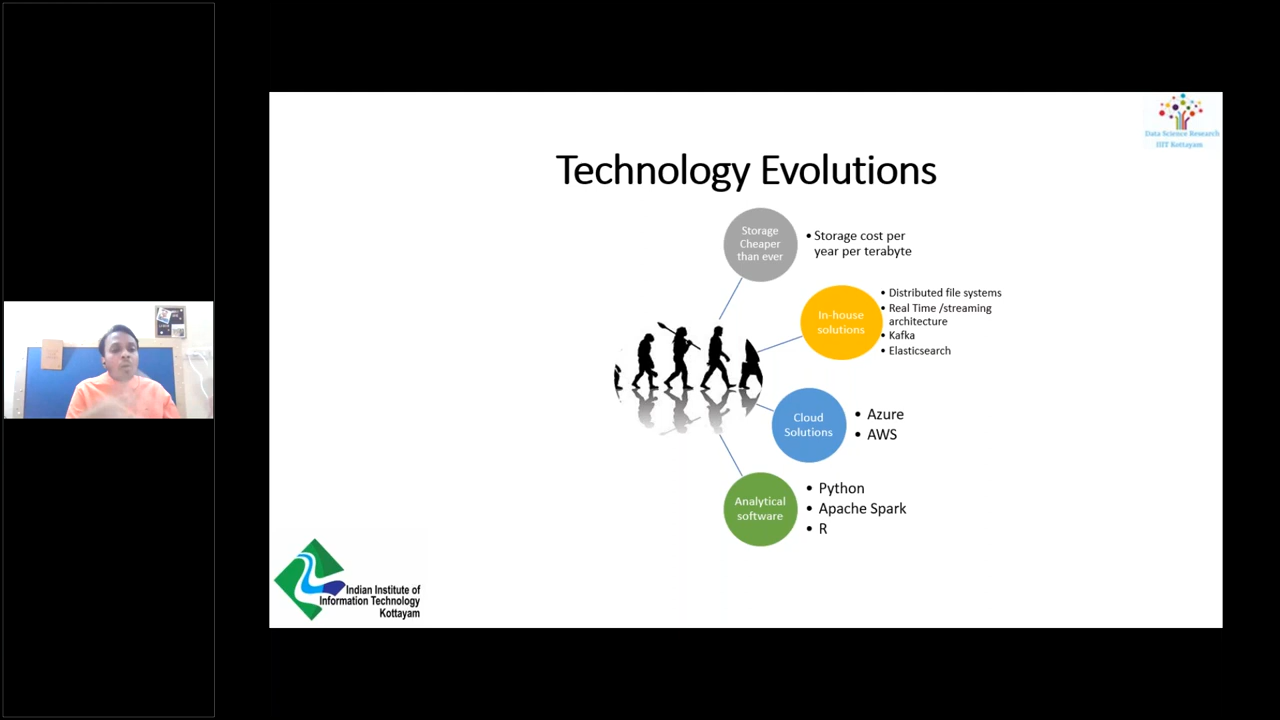 Data Science Research
IIIT Kottayam
Technology Evolutions
Storage
Cheaper
than ever
• Storage cost per
year per terabyte
In-house
solutions
• Distributed file systems
• Real Time /streaming
architecture
• Kafka
• Elasticsearch
Cloud
Solutions
• Azure
• AWS
Analytical
software
• Python
• Apache Spark
• R
Indian Institute of
Information Technology
Kottayam